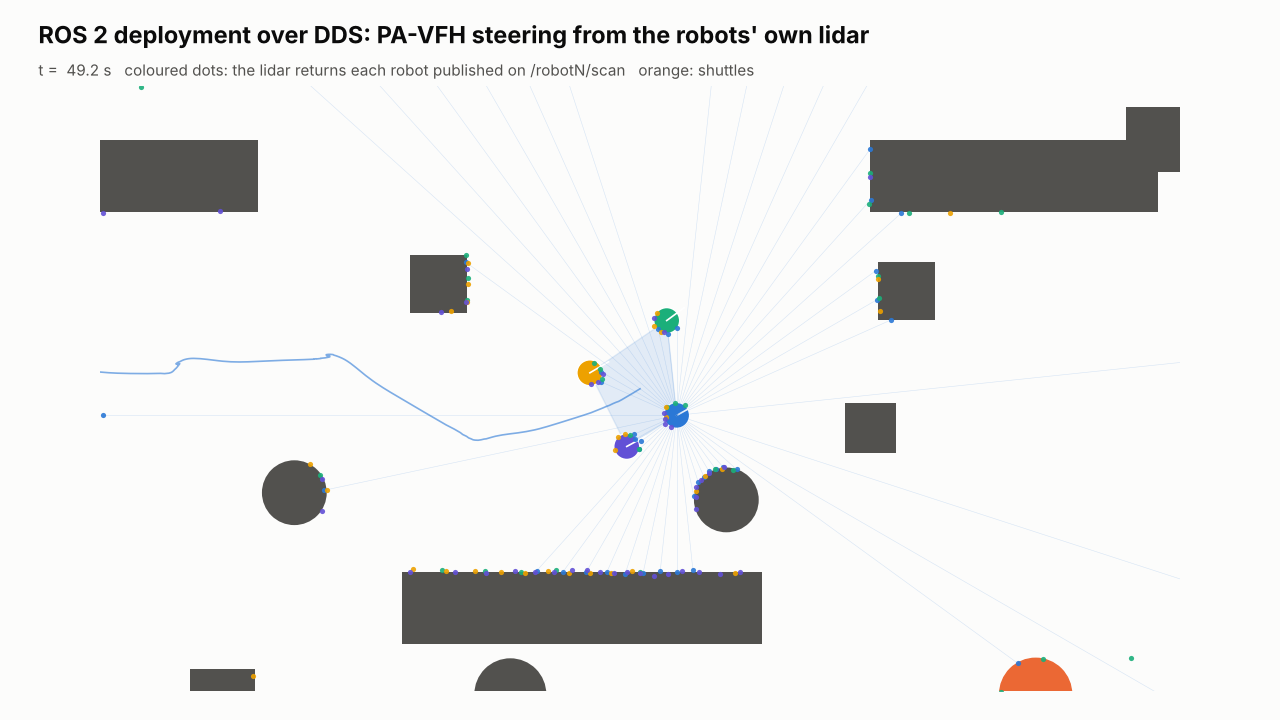 ROS 2 deployment over DDS: PA-VFH steering from the robots' own lidar
t = 49.2 s coloured dots: the lidar returns each robot published on /robotN/scan orange: shuttles